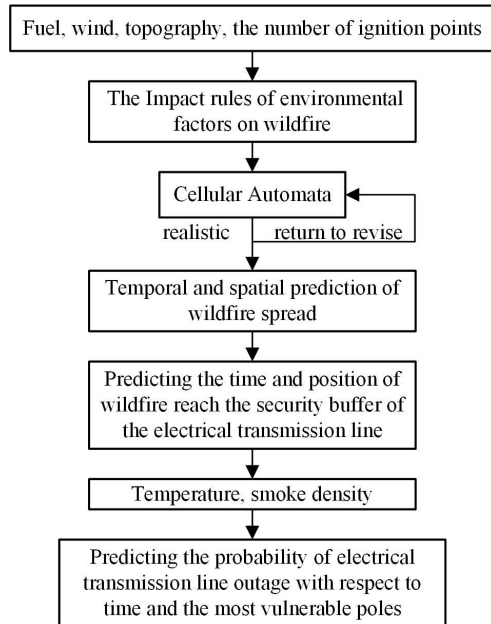 Fuel, wind, topography, the number of ignition points
The Impact rules of environmental
factors on wildfire
Cellular Automata
realistic
return to revise
Temporal and spatial prediction of
wildfire spread
Predicting the time and position of
wildfire reach the security buffer of
the electrical transmission line
Temperature, smoke density
Predicting the probability of electrical
transmission line outage with respect to
time and the most vulnerable poles